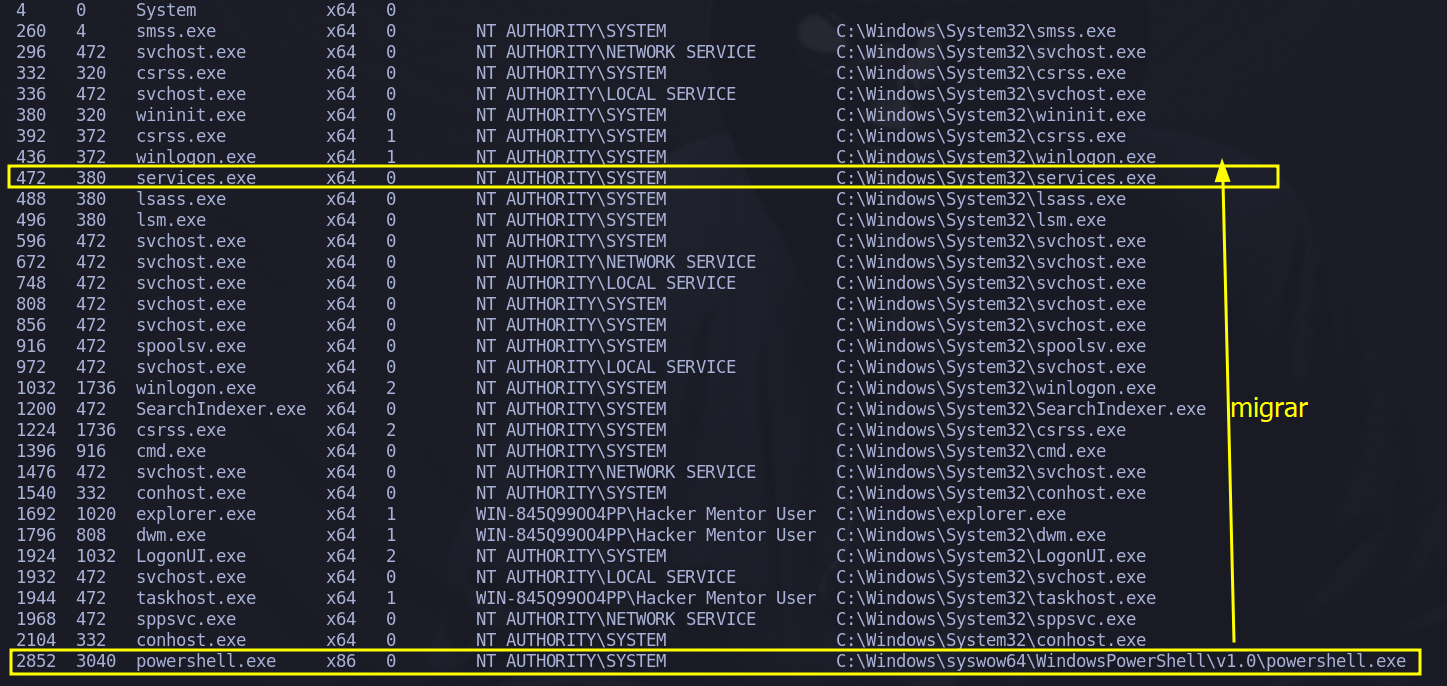 4 0 System x64 0
260 4 smss.exe x64 0 NT AUTHORITY\SYSTEM C:\Windows\System32\smss.exe
296 472 svchost.exe x64 0 NT AUTHORITY\NETWORK SERVICE C:\Windows\System32\svchost.exe
332 320 csrss.exe x64 0 NT AUTHORITY\SYSTEM C:\Windows\System32\csrss.exe
336 472 svchost.exe x64 0 NT AUTHORITY\LOCAL SERVICE C:\Windows\System32\svchost.exe
380 320 wininit.exe x64 0 NT AUTHORITY\SYSTEM C:\Windows\System32\wininit.exe
392 372 csrss.exe x64 1 NT AUTHORITY\SYSTEM C:\Windows\System32\csrss.exe
436 372 winlogon.exe x64 1 NT AUTHORITY\SYSTEM C:\Windows\System32\winlogon.exe
472 380 services.exe x64 0 NT AUTHORITY\SYSTEM C:\Windows\System32\services.exe
488 380 lsass.exe x64 0 NT AUTHORITY\SYSTEM C:\Windows\System32\lsass.exe
496 380 lsm.exe x64 0 NT AUTHORITY\SYSTEM C:\Windows\System32\lsm.exe
596 472 svchost.exe x64 0 NT AUTHORITY\SYSTEM C:\Windows\System32\svchost.exe
672 472 svchost.exe x64 0 NT AUTHORITY\NETWORK SERVICE C:\Windows\System32\svchost.exe
748 472 svchost.exe x64 0 NT AUTHORITY\LOCAL SERVICE C:\Windows\System32\svchost.exe
808 472 svchost.exe x64 0 NT AUTHORITY\SYSTEM C:\Windows\System32\svchost.exe
856 472 svchost.exe x64 0 NT AUTHORITY\SYSTEM C:\Windows\System32\svchost.exe
916 472 spoolsv.exe x64 0 NT AUTHORITY\SYSTEM C:\Windows\System32\spoolsv.exe
972 472 svchost.exe x64 0 NT AUTHORITY\LOCAL SERVICE C:\Windows\System32\svchost.exe
1032 1736 winlogon.exe x64 2 NT AUTHORITY\SYSTEM C:\Windows\System32\winlogon.exe
1200 472 SearchIndexer.exe x64 0 NT AUTHORITY\SYSTEM C:\Windows\System32\SearchIndexer.exe
migrar
1224 1736 csrss.exe x64 2 NT AUTHORITY\SYSTEM C:\Windows\System32\csrss.exe
1396 916 cmd.exe x64 0 NT AUTHORITY\SYSTEM C:\Windows\System32\cmd.exe
1476 472 svchost.exe x64 0 NT AUTHORITY\NETWORK SERVICE C:\Windows\System32\svchost.exe
1540 332 conhost.exe x64 0 NT AUTHORITY\SYSTEM C:\Windows\System32\conhost.exe
1692 1020 explorer.exe x64 1 WIN-845Q99OO4PP\Hacker Mentor User C:\Windows\explorer.exe
1796 808 dwm.exe x64 1 WIN-845Q99OO4PP\Hacker Mentor User C:\Windows\System32\dwm.exe
1924 1032 LogonUI.exe x64 2 NT AUTHORITY\SYSTEM C:\Windows\System32\LogonUI.exe
1932 472 svchost.exe x64 0 NT AUTHORITY\LOCAL SERVICE C:\Windows\System32\svchost.exe
1944 472 taskhost.exe x64 1 WIN-845Q99OO4PP\Hacker Mentor User C:\Windows\System32\taskhost.exe
1968 472 sppsvc.exe x64 0 NT AUTHORITY\NETWORK SERVICE C:\Windows\System32\sppsvc.exe
2104 332 conhost.exe x64 0 NT AUTHORITY\SYSTEM C:\Windows\System32\conhost.exe
2852 3040 powershell.exe x86 0 NT AUTHORITY\SYSTEM C:\Windows\syswow64\WindowsPowerShell\v1.0\powershell.exe